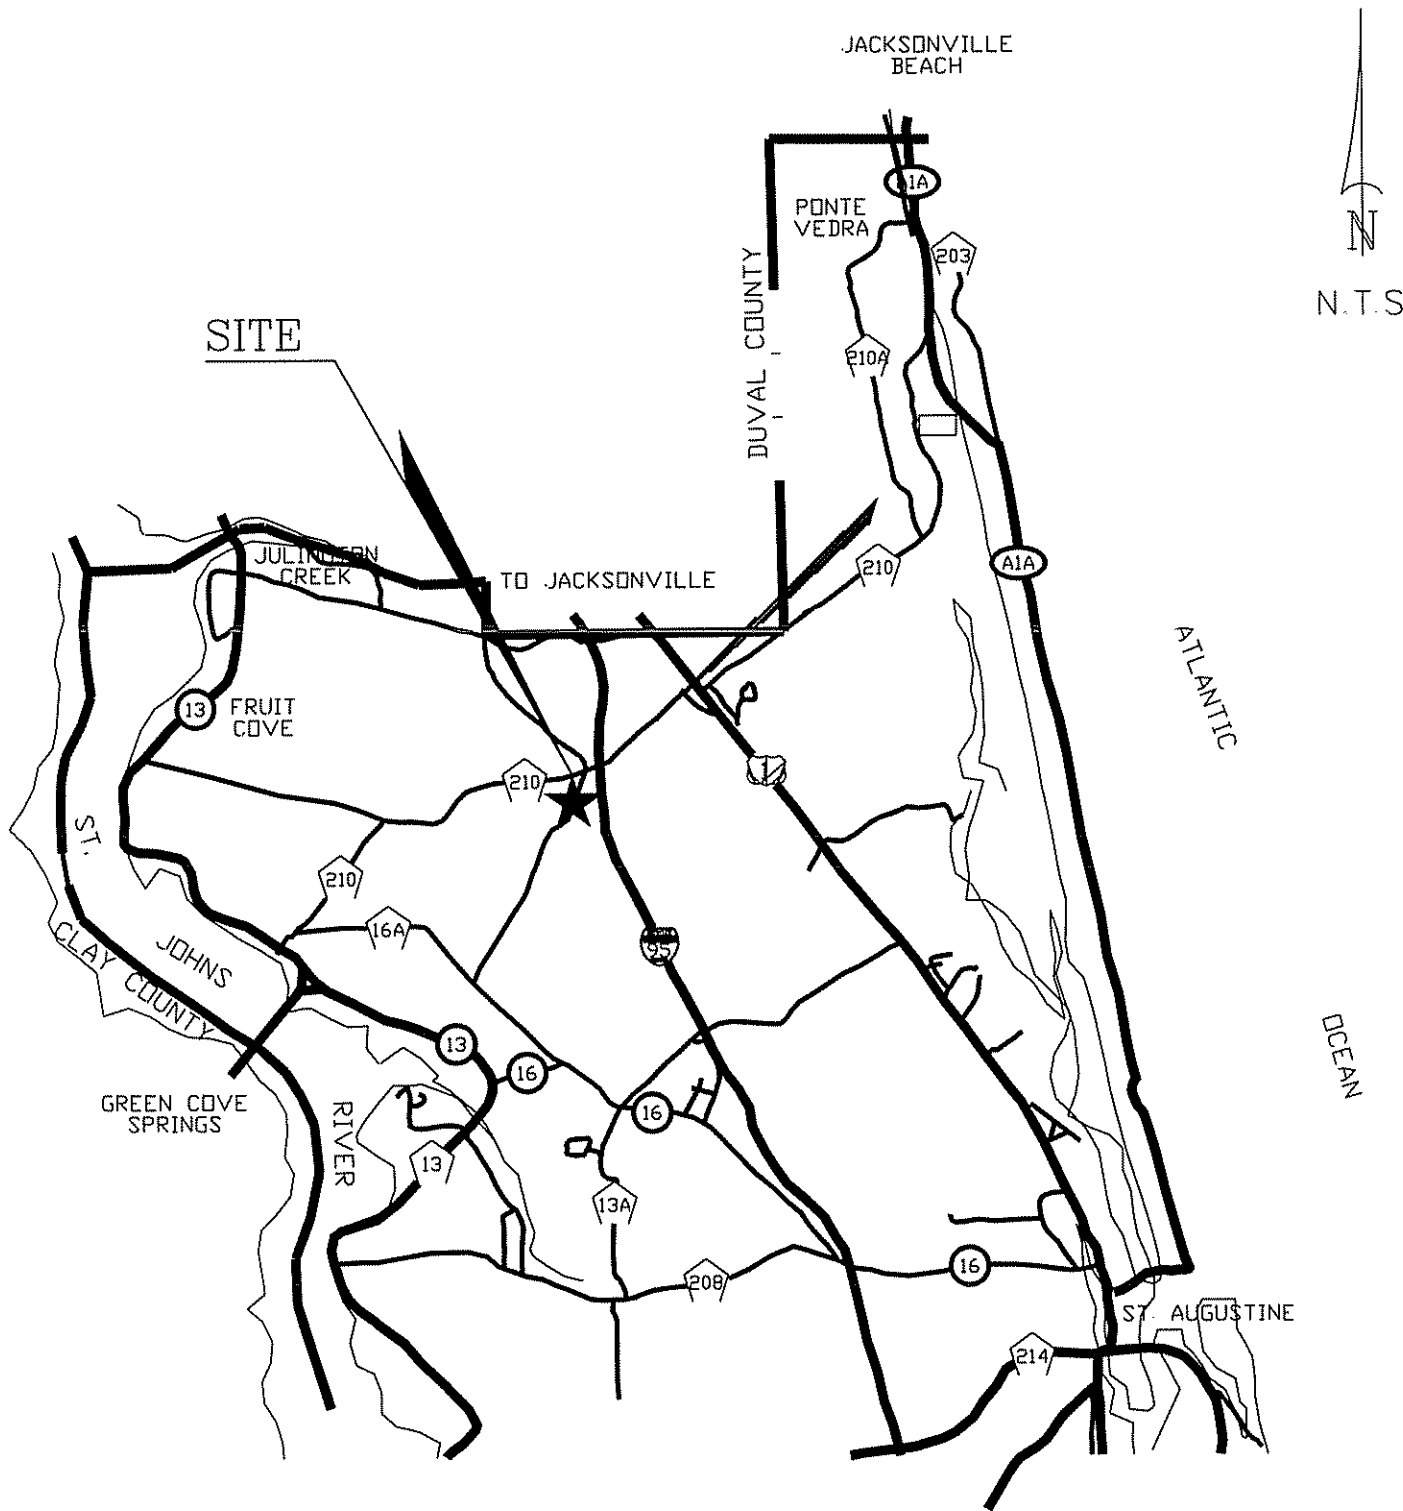 JACKSONVILLE
BEACH
A1A
PONTE
VEDRA
N
203
N.T.S
DUVAL COUNTY
SITE
210A
JULINGTON
CREEK
TO JACKSONVILLE
210
A1A
ATLANTIC
13
FRUIT
COVE
1
210
ST.
210
16A
JOHNS
95
CLAY COUNTY
OCEAN
13
16
GREEN COVE
SPRINGS
RIVER
16
13
13A
16
208
ST. AUGUSTINE
214